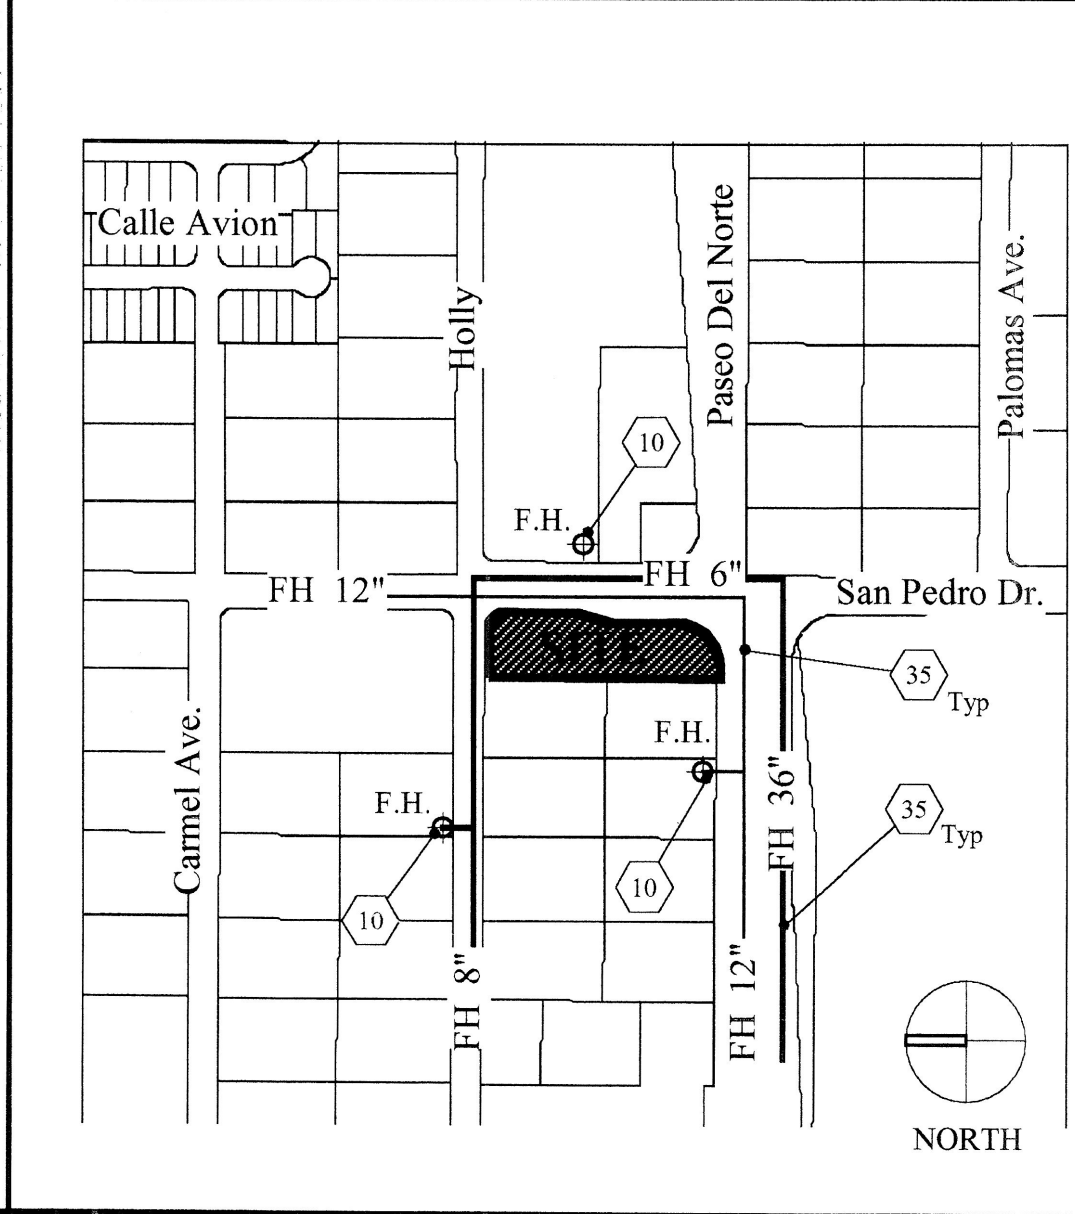 Calle Avion
Holly
Paseo Del Norte
Palomas Ave.
10
F.H.
FH 6"
FH 12"
San Pedro Dr.
SITE
35
Typ
F.H.
Carmel Ave.
FH 36"
F.H.
35
Typ
10
10
FH 8"
FH 12"
NORTH